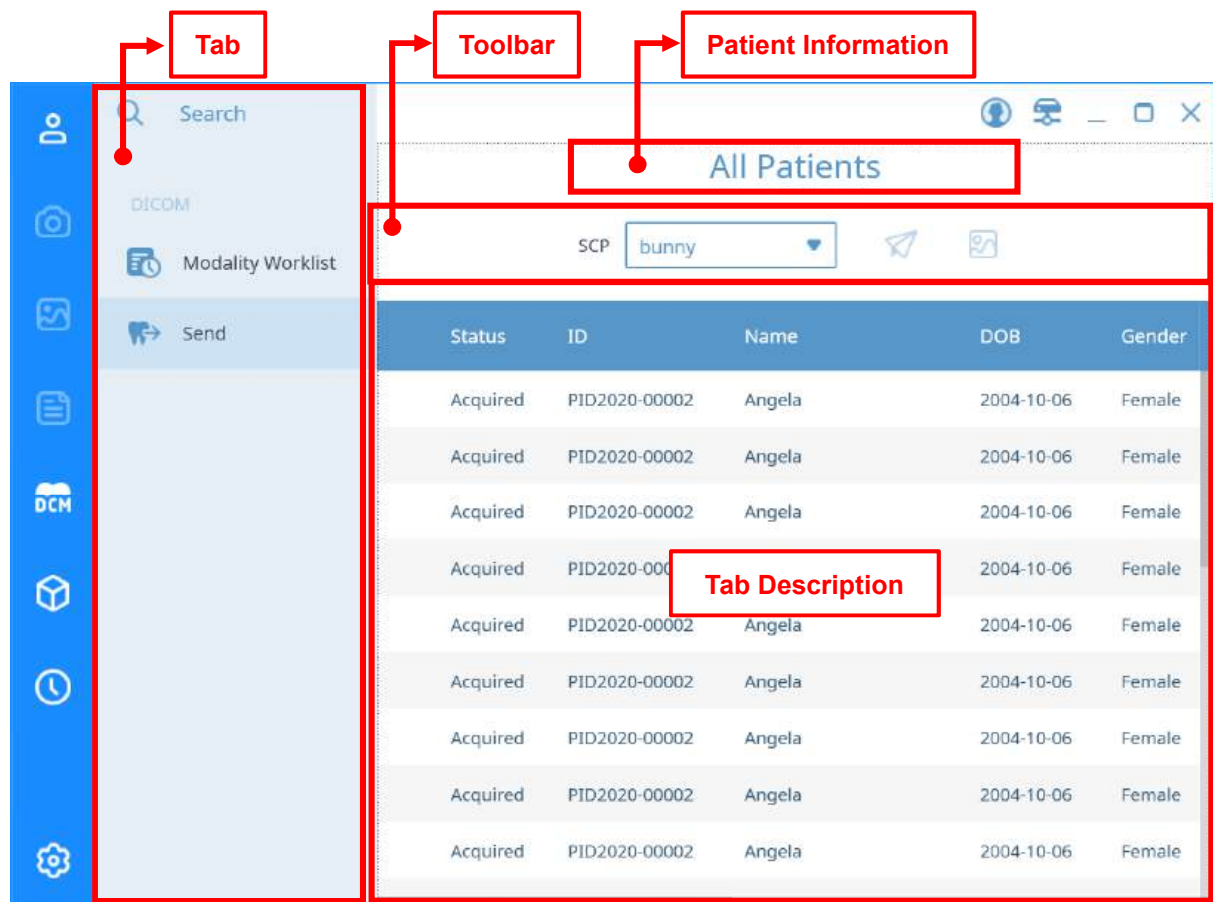 Tab
Toolbar
Patient Information
Search
All Patients
DICOM
SCP bunny
Modality Worklist
Send
DCM
Status ID Name DOB Gender
Acquired PID2020-00002 Angela 2004-10-06 Female
Acquired PID2020-00002 Angela 2004-10-06 Female
Acquired PID2020-00002 Angela 2004-10-06 Female
Acquired PID2020-000 2004-10-06 Female
Tab Description
Acquired PID2020-00002 Angela 2004-10-06 Female
Acquired PID2020-00002 Angela 2004-10-06 Female
Acquired PID2020-00002 Angela 2004-10-06 Female
Acquired PID2020-00002 Angela 2004-10-06 Female
Acquired PID2020-00002 Angela 2004-10-06 Female